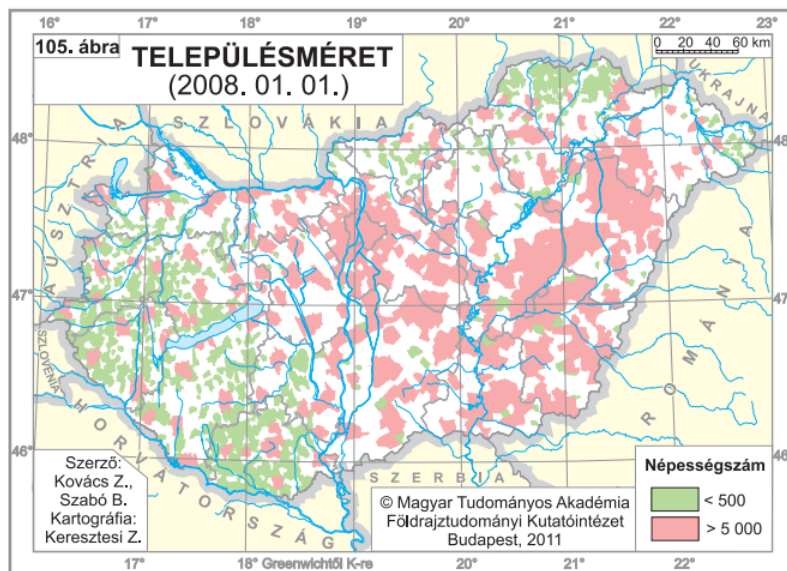 16° 17° 18° 19° 20° 21° 22° 23°
105. ábra
TELEPÜLÉSMÉRET
(2008. 01. 01.)
0 20 40 60 km
UKRAJNA
SZLOVÁKIA
AUSZTRIA
48° 48°
47° 47°
SZLOVÉNIA
ROMÁNIA
HORVÁTORSZÁG
46° 46°
SZERBIA
Szerző:
Kovács Z.,
Szabó B.
Kartográfia:
Keresztesi Z.
© Magyar Tudományos Akadémia
Földrajztudományi Kutatóintézet
Budapest, 2011
Népességszám
< 500
> 5 000
17° 18° Greenwichtől K-re 19° 20° 21° 22°